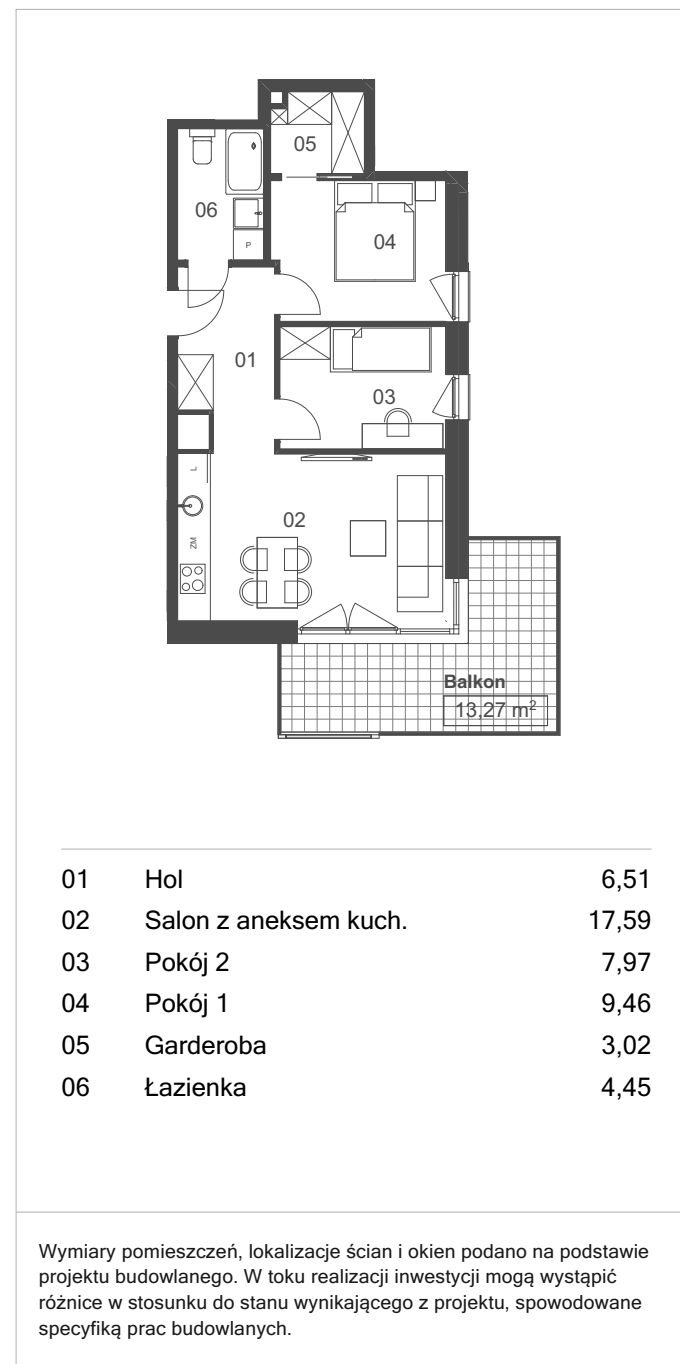 05
06
04
P
01
03
L
02
ZM
Balkon
13,27 m²
01 Hol 6,51
02 Salon z aneksem kuch. 17,59
03 Pokój 2 7,97
04 Pokój 1 9,46
05 Garderoba 3,02
06 Łazienka 4,45
Wymiary pomieszczeń, lokalizacje ścian i okien podano na podstawie
projektu budowlanego. W toku realizacji inwestycji mogą wystąpić
różnice w stosunku do stanu wynikającego z projektu, spowodowane
specyfiką prac budowlanych.